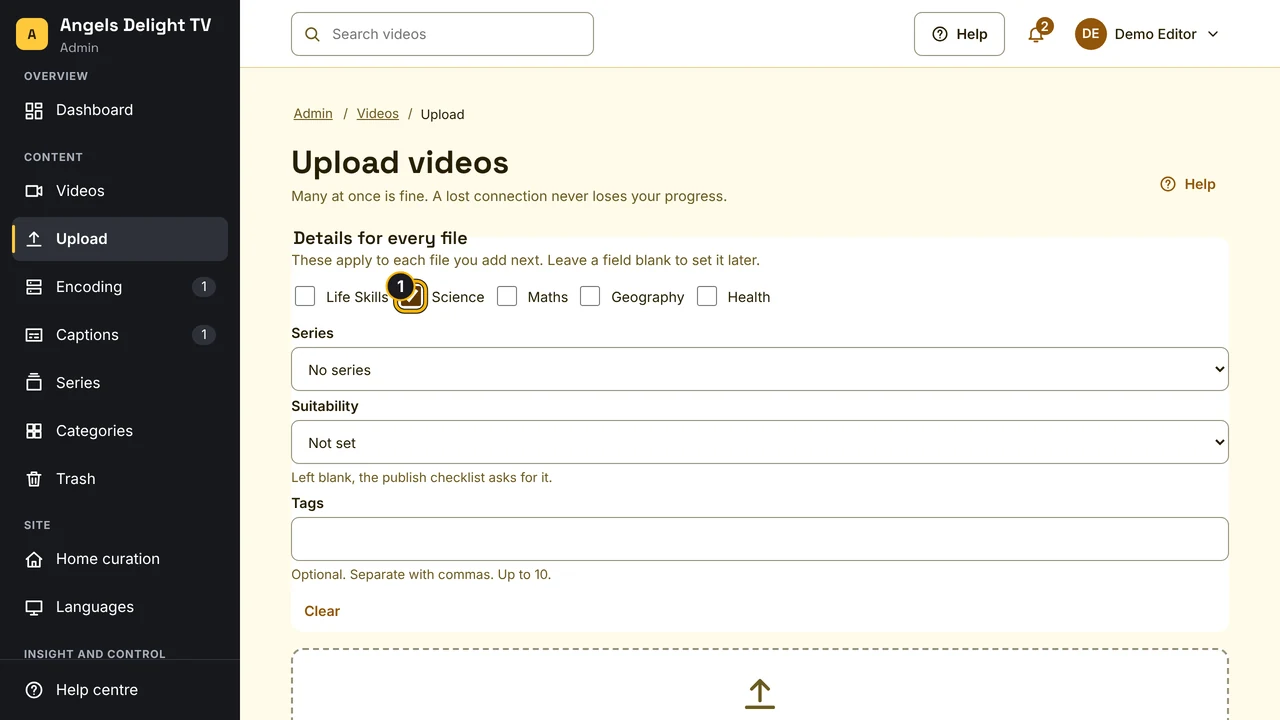 A
Angels Delight TV
Admin
OVERVIEW
Dashboard
CONTENT
Videos
Upload
Encoding 1
Captions 1
Series
Categories
Trash
SITE
Home curation
Languages
INSIGHT AND CONTROL
Help centre
Search videos
Help
2
DE Demo Editor
Admin / Videos / Upload
Upload videos
Many at once is fine. A lost connection never loses your progress.
Help
Details for every file
These apply to each file you add next. Leave a field blank to set it later.
Life Skills 1 Science Maths Geography Health
Series
No series
Suitability
Not set
Left blank, the publish checklist asks for it.
Tags
Optional. Separate with commas. Up to 10.
Clear